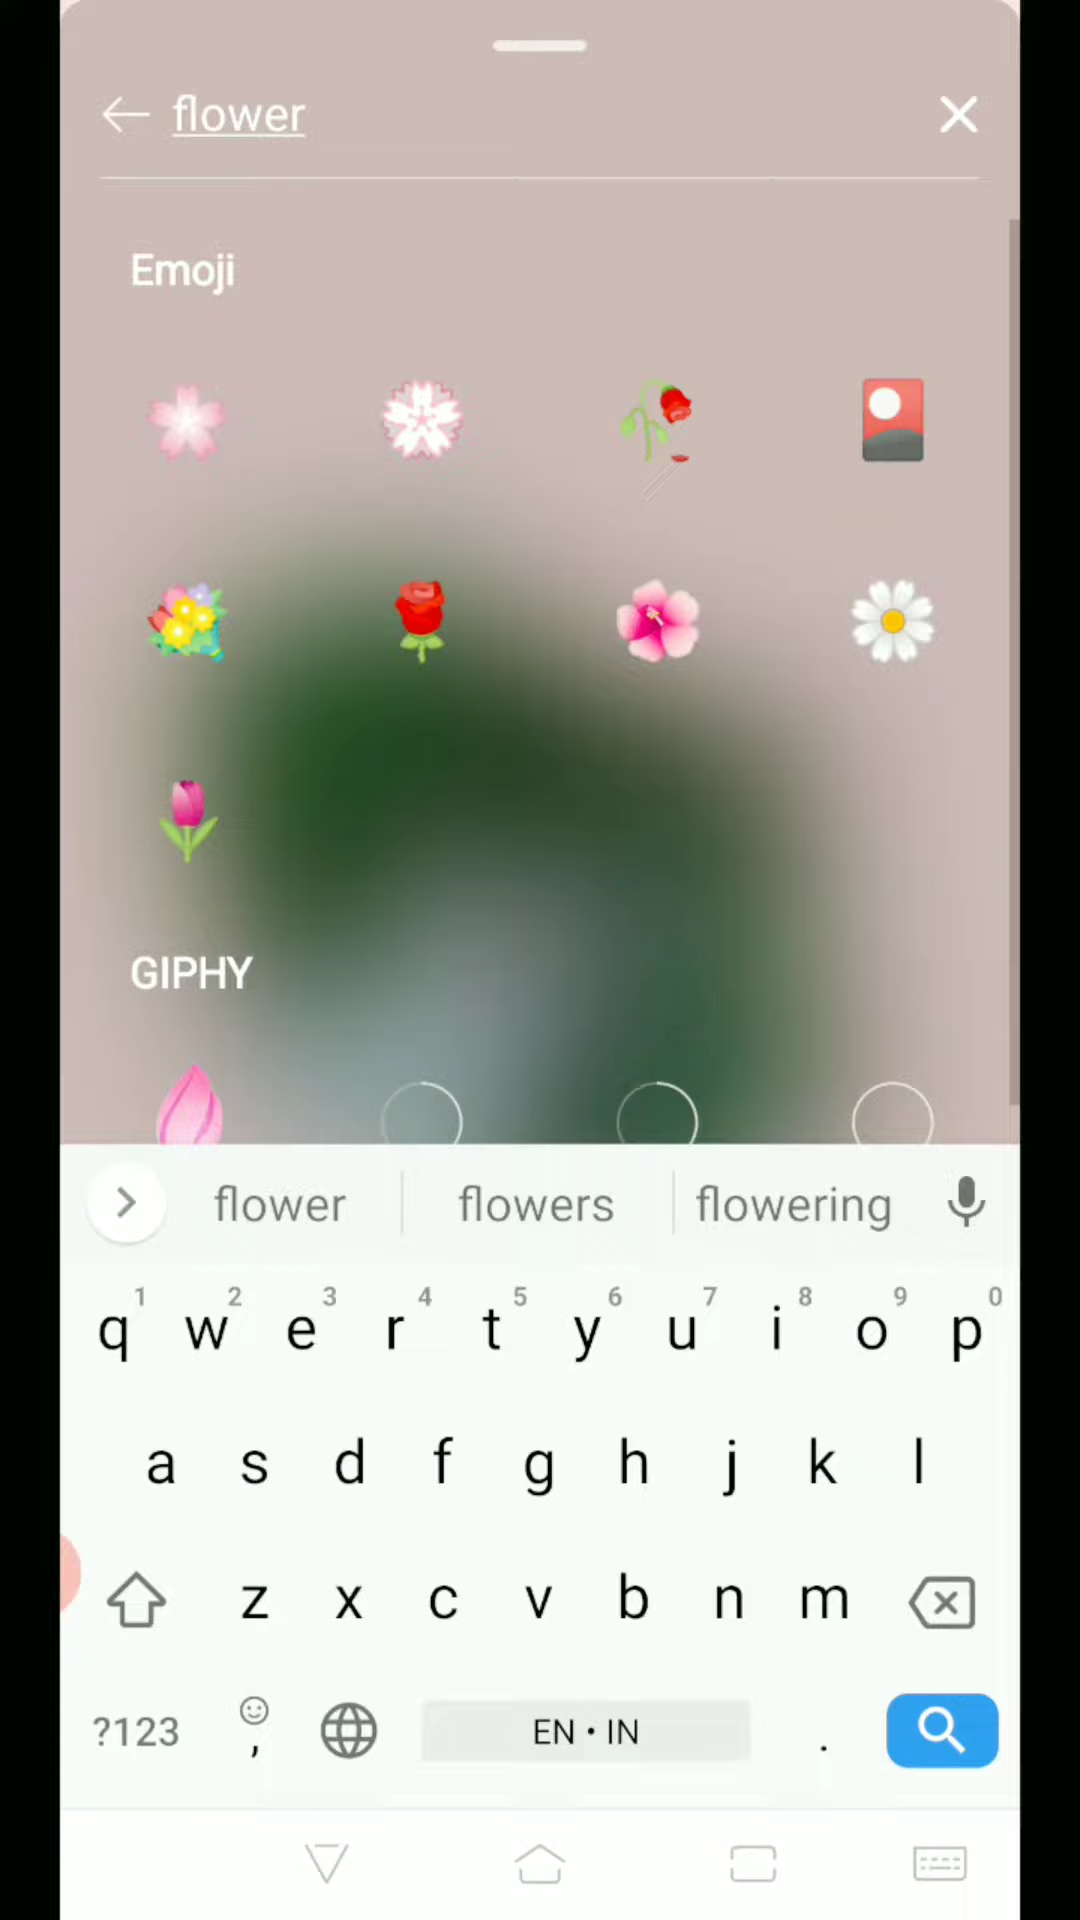 flower
Emoji
GIPHY
flower flowers flowering
1 2 3 4 5 6 7 8 9 0
q w e r t y u i o p
a s d f g h j k l
z x c v b n m
?123 , EN • IN .